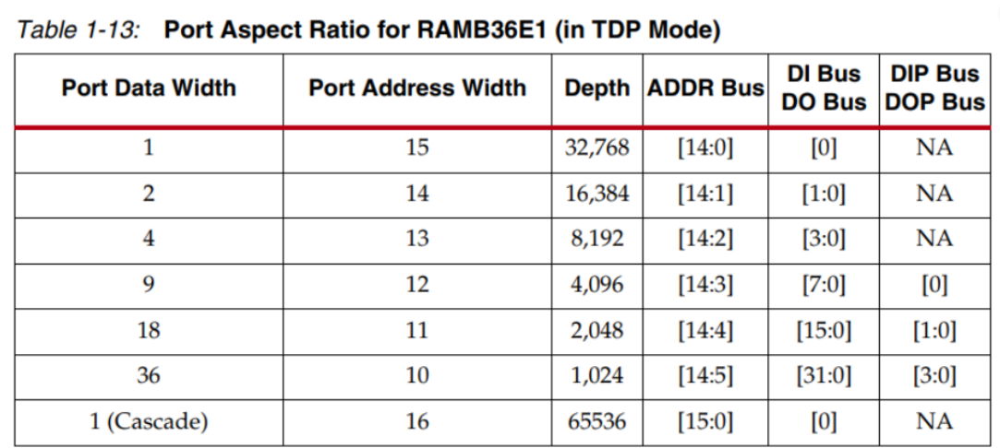 Table 1-13: Port Aspect Ratio for RAMB36E1 (in TDP Mode)
Port Data Width Port Address Width Depth ADDR Bus DI Bus DO Bus DIP Bus DOP Bus
1 15 32,768 [14:0] [0] NA
2 14 16,384 [14:1] [1:0] NA
4 13 8,192 [14:2] [3:0] NA
9 12 4,096 [14:3] [7:0] [0]
18 11 2,048 [14:4] [15:0] [1:0]
36 10 1,024 [14:5] [31:0] [3:0]
1 (Cascade) 16 65536 [15:0] [0] NA